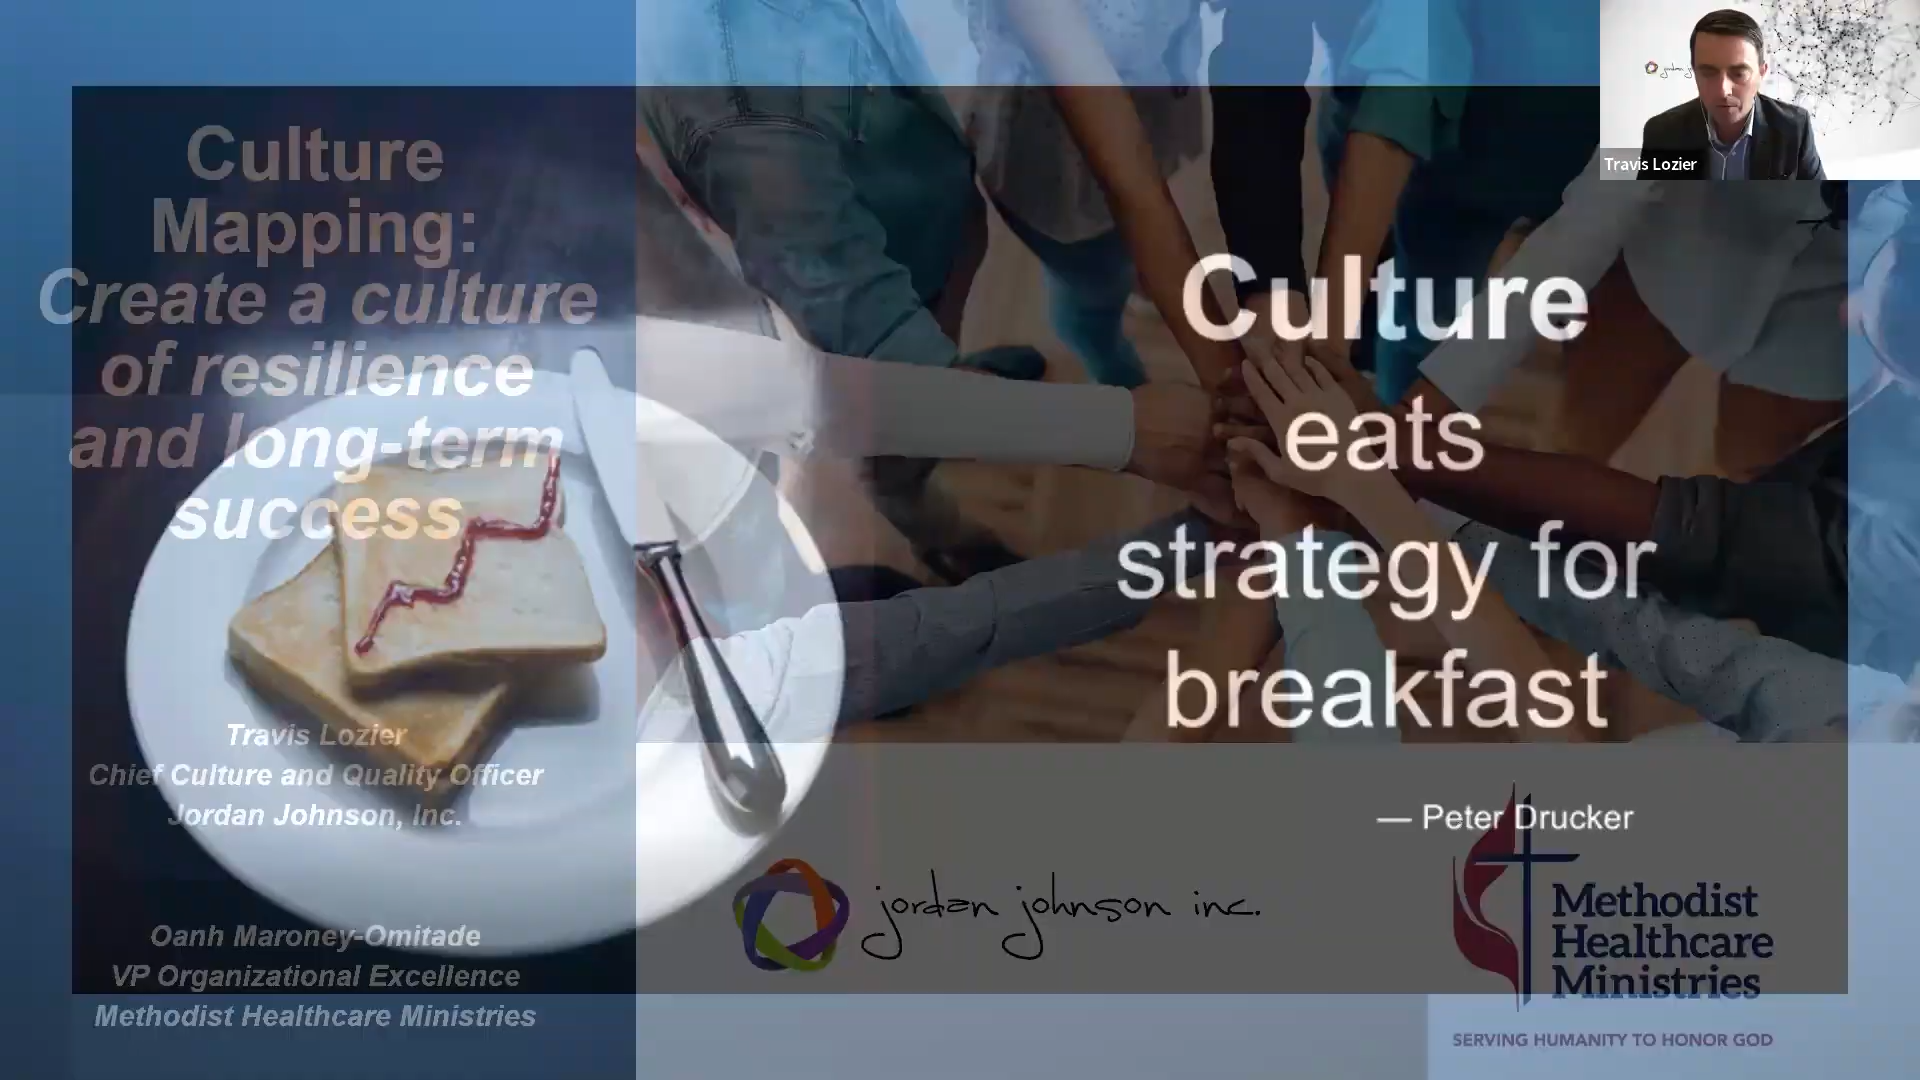 Culture
Mapping:
Create a culture
of resilience
and long-term
success
Travis Lozier
Chief Culture and Quality Officer
Jordan Johnson, Inc.
Oanh Maroney-Omitade
VP Organizational Excellence
Methodist Healthcare Ministries
Culture
eats
strategy for
breakfast
— Peter Drucker
jordan johnson inc.
Methodist
Healthcare
Ministries
SERVING HUMANITY TO HONOR GOD
Travis Lozier